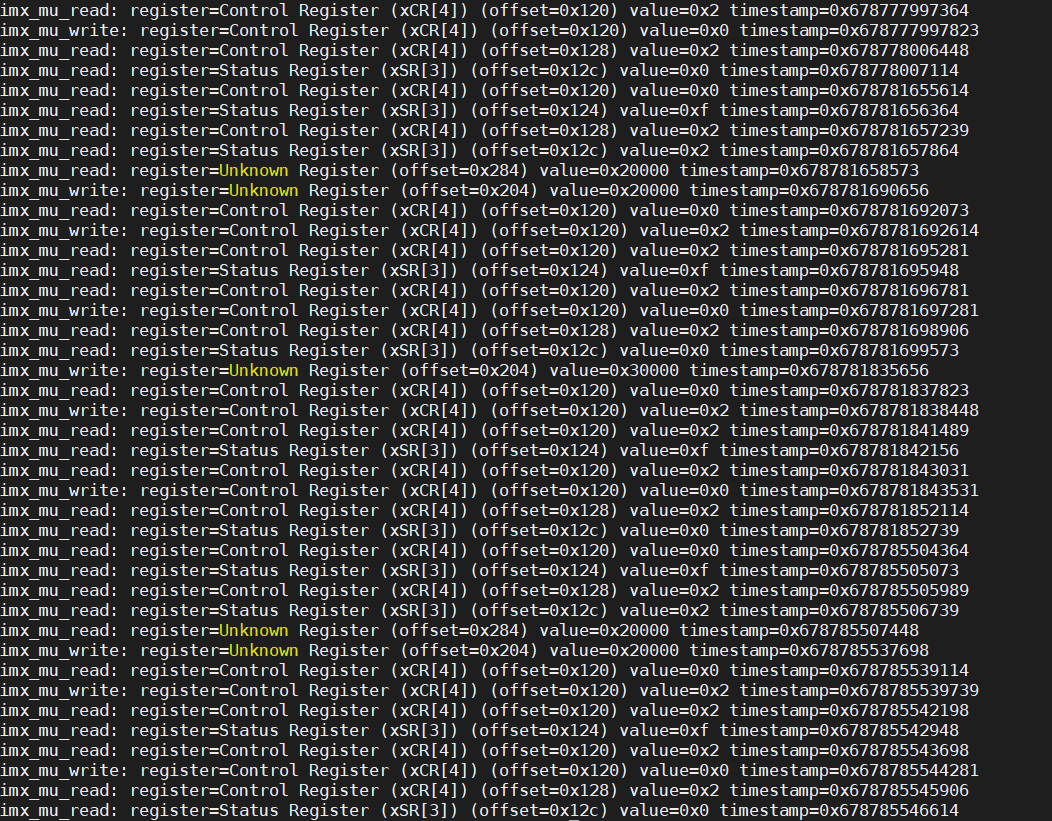 imx_mu_read: register=Control Register (xCR[4]) (offset=0x120) value=0x2 timestamp=0x678777997364
imx_mu_write: register=Control Register (xCR[4]) (offset=0x120) value=0x0 timestamp=0x678777997823
imx_mu_read: register=Control Register (xCR[4]) (offset=0x128) value=0x2 timestamp=0x678778006448
imx_mu_read: register=Status Register (xSR[3]) (offset=0x12c) value=0x0 timestamp=0x678778007114
imx_mu_read: register=Control Register (xCR[4]) (offset=0x120) value=0x0 timestamp=0x678781655614
imx_mu_read: register=Status Register (xSR[3]) (offset=0x124) value=0xf timestamp=0x678781656364
imx_mu_read: register=Control Register (xCR[4]) (offset=0x128) value=0x2 timestamp=0x678781657239
imx_mu_read: register=Status Register (xSR[3]) (offset=0x12c) value=0x2 timestamp=0x678781657864
imx_mu_read: register=Unknown Register (offset=0x284) value=0x20000 timestamp=0x678781658573
imx_mu_write: register=Unknown Register (offset=0x204) value=0x20000 timestamp=0x678781690656
imx_mu_read: register=Control Register (xCR[4]) (offset=0x120) value=0x0 timestamp=0x678781692073
imx_mu_write: register=Control Register (xCR[4]) (offset=0x120) value=0x2 timestamp=0x678781692614
imx_mu_read: register=Control Register (xCR[4]) (offset=0x120) value=0x2 timestamp=0x678781695281
imx_mu_read: register=Status Register (xSR[3]) (offset=0x124) value=0xf timestamp=0x678781695948
imx_mu_read: register=Control Register (xCR[4]) (offset=0x120) value=0x2 timestamp=0x678781696781
imx_mu_write: register=Control Register (xCR[4]) (offset=0x120) value=0x0 timestamp=0x678781697281
imx_mu_read: register=Control Register (xCR[4]) (offset=0x128) value=0x2 timestamp=0x678781698906
imx_mu_read: register=Status Register (xSR[3]) (offset=0x12c) value=0x0 timestamp=0x678781699573
imx_mu_write: register=Unknown Register (offset=0x204) value=0x30000 timestamp=0x678781835656
imx_mu_read: register=Control Register (xCR[4]) (offset=0x120) value=0x0 timestamp=0x678781837823
imx_mu_write: register=Control Register (xCR[4]) (offset=0x120) value=0x2 timestamp=0x678781838448
imx_mu_read: register=Control Register (xCR[4]) (offset=0x120) value=0x2 timestamp=0x678781841489
imx_mu_read: register=Status Register (xSR[3]) (offset=0x124) value=0xf timestamp=0x678781842156
imx_mu_read: register=Control Register (xCR[4]) (offset=0x120) value=0x2 timestamp=0x678781843031
imx_mu_write: register=Control Register (xCR[4]) (offset=0x120) value=0x0 timestamp=0x678781843531
imx_mu_read: register=Control Register (xCR[4]) (offset=0x128) value=0x2 timestamp=0x678781852114
imx_mu_read: register=Status Register (xSR[3]) (offset=0x12c) value=0x0 timestamp=0x678781852739
imx_mu_read: register=Control Register (xCR[4]) (offset=0x120) value=0x0 timestamp=0x678785504364
imx_mu_read: register=Status Register (xSR[3]) (offset=0x124) value=0xf timestamp=0x678785505073
imx_mu_read: register=Control Register (xCR[4]) (offset=0x128) value=0x2 timestamp=0x678785505989
imx_mu_read: register=Status Register (xSR[3]) (offset=0x12c) value=0x2 timestamp=0x678785506739
imx_mu_read: register=Unknown Register (offset=0x284) value=0x20000 timestamp=0x678785507448
imx_mu_write: register=Unknown Register (offset=0x204) value=0x20000 timestamp=0x678785537698
imx_mu_read: register=Control Register (xCR[4]) (offset=0x120) value=0x0 timestamp=0x678785539114
imx_mu_write: register=Control Register (xCR[4]) (offset=0x120) value=0x2 timestamp=0x678785539739
imx_mu_read: register=Control Register (xCR[4]) (offset=0x120) value=0x2 timestamp=0x678785542198
imx_mu_read: register=Status Register (xSR[3]) (offset=0x124) value=0xf timestamp=0x678785542948
imx_mu_read: register=Control Register (xCR[4]) (offset=0x120) value=0x2 timestamp=0x678785543698
imx_mu_write: register=Control Register (xCR[4]) (offset=0x120) value=0x0 timestamp=0x678785544281
imx_mu_read: register=Control Register (xCR[4]) (offset=0x128) value=0x2 timestamp=0x678785545906
imx_mu_read: register=Status Register (xSR[3]) (offset=0x12c) value=0x0 timestamp=0x678785546614